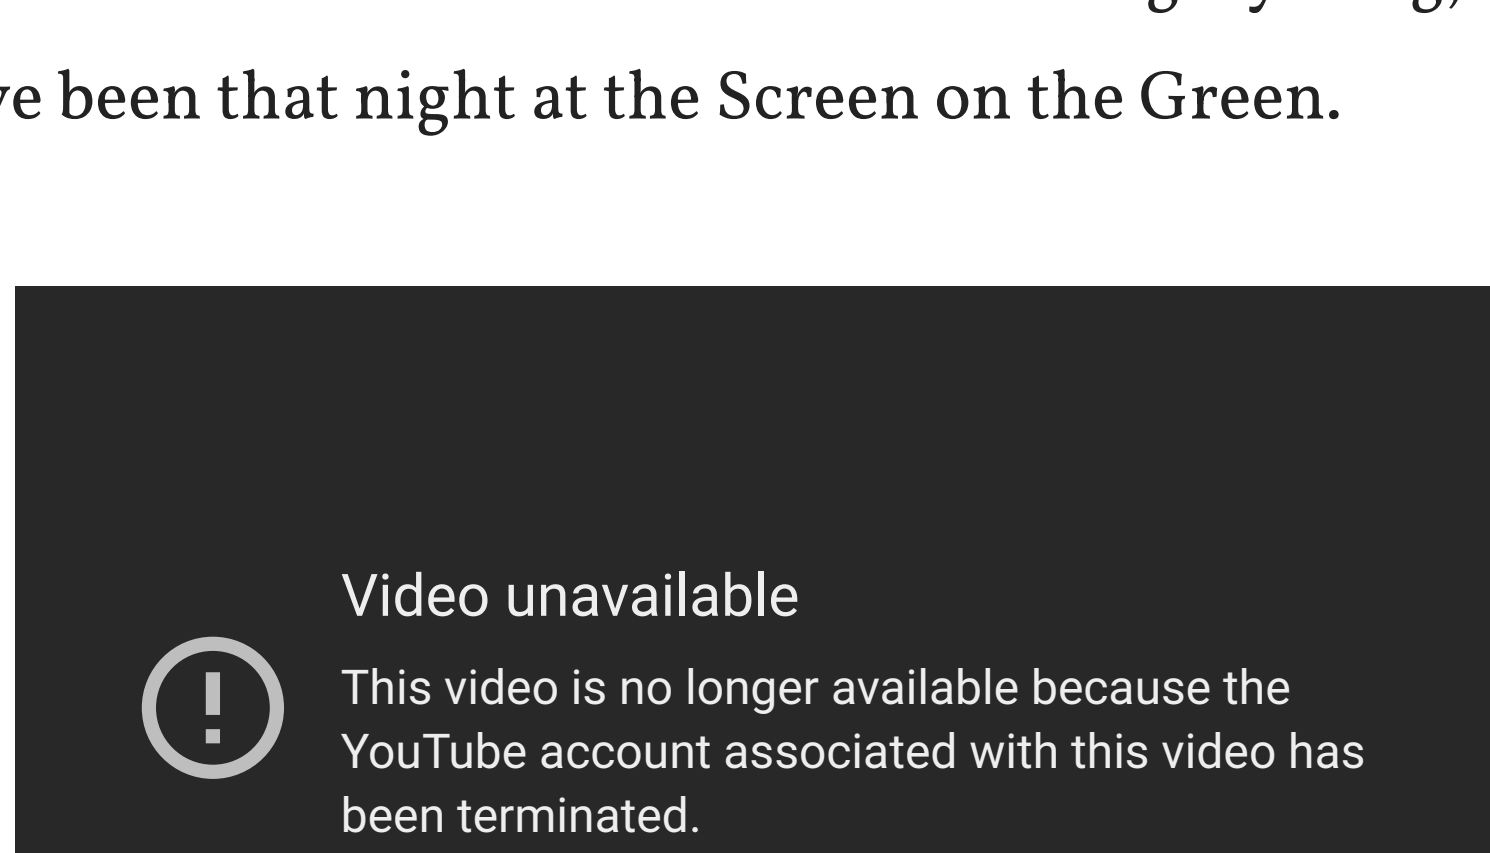 been that night at the Screen on the Green.
Video unavailable
This video is no longer available because the
YouTube account associated with this video has
been terminated.